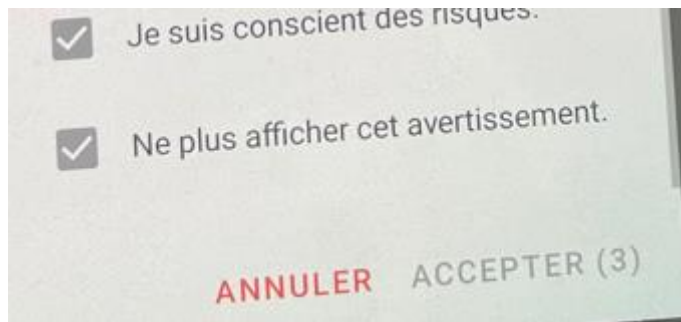 Je suis conscient des risques.
Ne plus afficher cet avertissement.
ANNULER ACCEPTER (3)